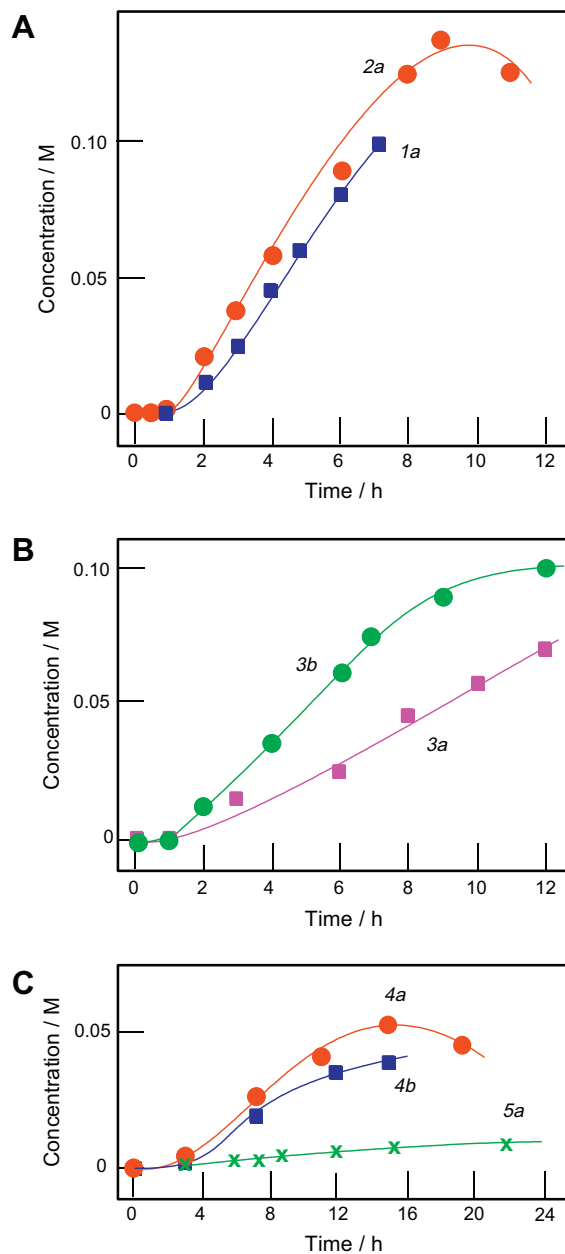 A
Concentration / M
0.10
0.05
0
2a
1a
0 2 4 6 8 10 12
Time / h
B
Concentration / M
0.10
0.05
0
3b
3a
0 2 4 6 8 10 12
Time / h
C
Concentration / M
0.05
0
4a
4b
5a
0 4 8 12 16 20 24
Time / h